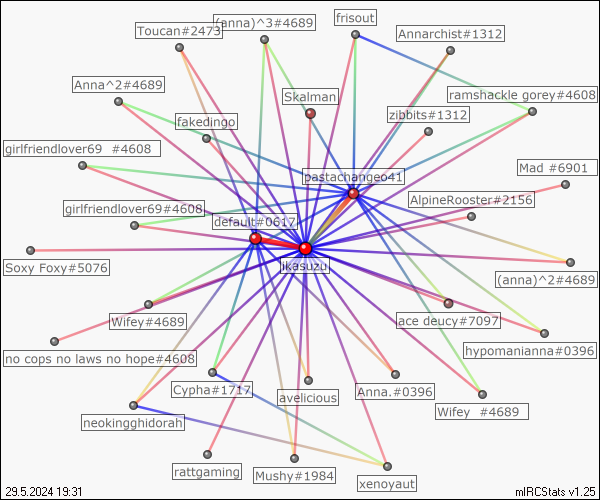 frisout
(anna)^3#4689
Toucan#2473
Annarchist#1312
Anna^2#4689
Skalman
ramshackle gorey#4608
fakedingo
zibbits#1312
girlfriendlover69  #4608
Mad #6901
pastachangeo41
AlpineRooster#2156
girlfriendlover69#4608
default#0617
Soxy Foxy#5076
ikasuzu
(anna)^2#4689
Wifey#4689
ace deucy#7097
no cops no laws no hope#4608
hypomanianna#0396
Cypha#1717
avelicious
Anna.#0396
neokingghidorah
Wifey  #4689
rattgaming
Mushy#1984
xenoyaut
29.5.2024 19:31
mIRCStats v1.25